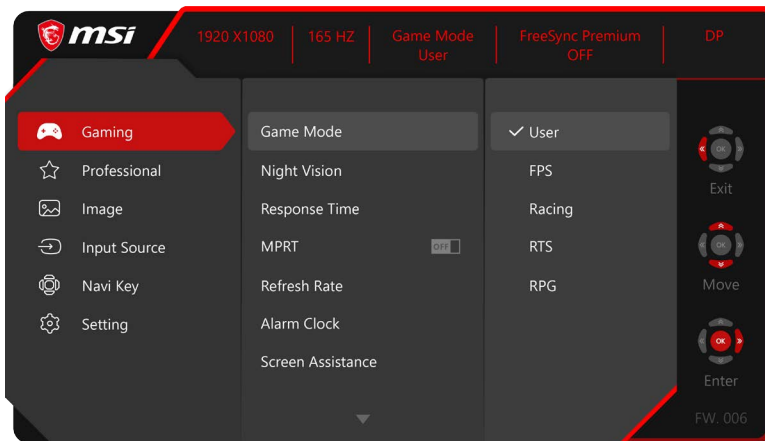 msi
1920 X1080
165 HZ
Game Mode
User
FreeSync Premium
OFF
DP
Gaming
Professional
Image
Input Source
Navi Key
Setting
Game Mode
Night Vision
Response Time
MPRT
OFF
Refresh Rate
Alarm Clock
Screen Assistance
User
FPS
Racing
RTS
RPG
OK
Exit
OK
Move
OK
Enter
FW. 006